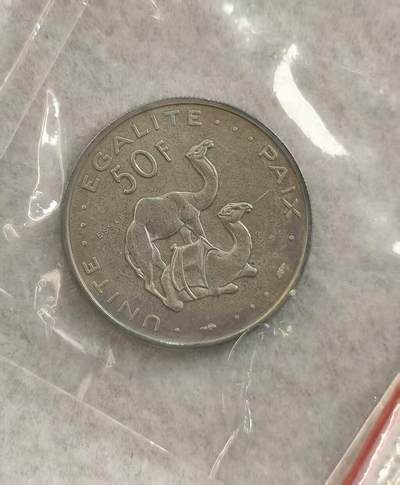 UNITE · EGALITE · · · PAIX
50F